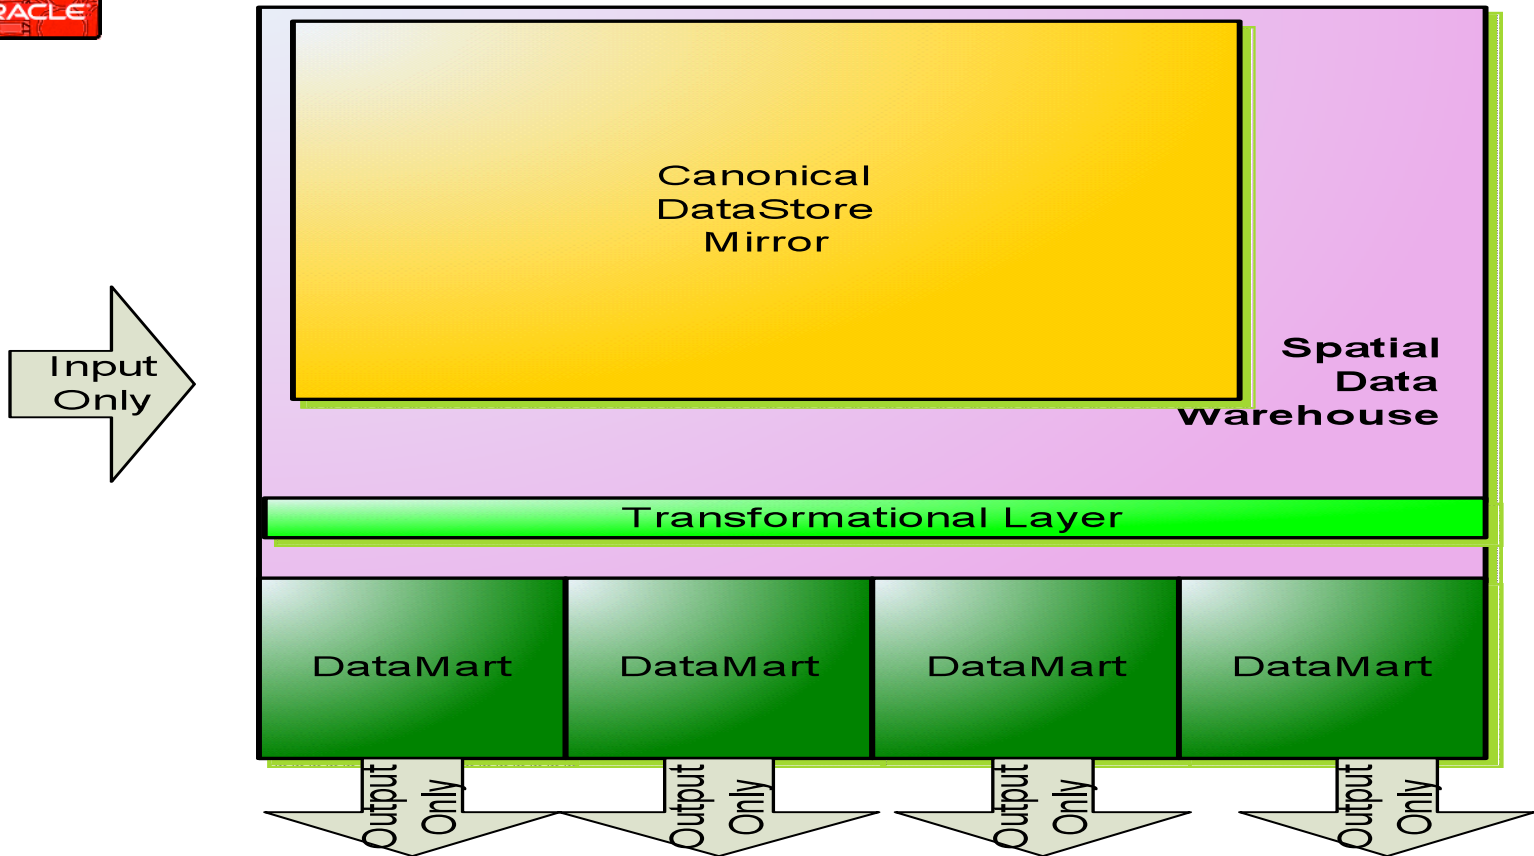 RACLE
Canonical
DataStore
Mirror
Input
Only
Spatial
Data
Warehouse
Transformational Layer
DataMart
DataMart
DataMart
DataMart
Output
Only
Output
Only
Output
Only
Output
Only